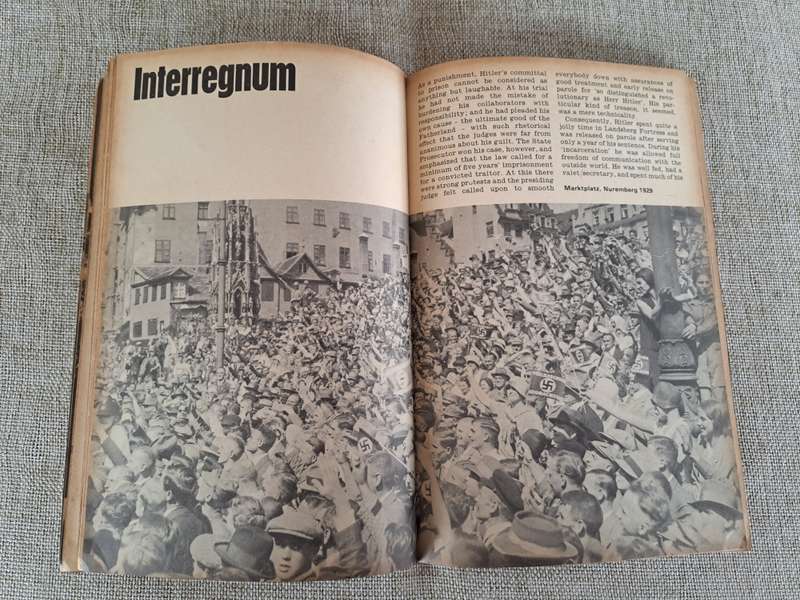 Interregnum
As a punishment, Hitler's committal
to prison cannot be considered as
anything but laughable. At his trial
he had not made the mistake of
burdening his collaborators with
responsibility; and he had pleaded his
own cause – the ultimate good of the
Fatherland – with such rhetorical
effect that the judges were far from
unanimous about his guilt. The State
Prosecutor won his case, however, and
emphasized that the law called for a
minimum of five years' imprisonment
for a convicted traitor. At this there
were strong protests and the presiding
judge felt called upon to smooth
everybody down with assurances of
good treatment and early release on
parole for 'so distinguished a revo-
lutionary as Herr Hitler'. His par-
ticular kind of treason, it seemed,
was a mere technicality.
Consequently, Hitler spent quite a
jolly time in Landsberg Fortress and
was released on parole after serving
only a year of his sentence. During his
'incarceration' he was allowed full
freedom of communication with the
outside world. He was well fed, had a
valet/secretary, and spent much of his
Marktplatz, Nuremberg 1929